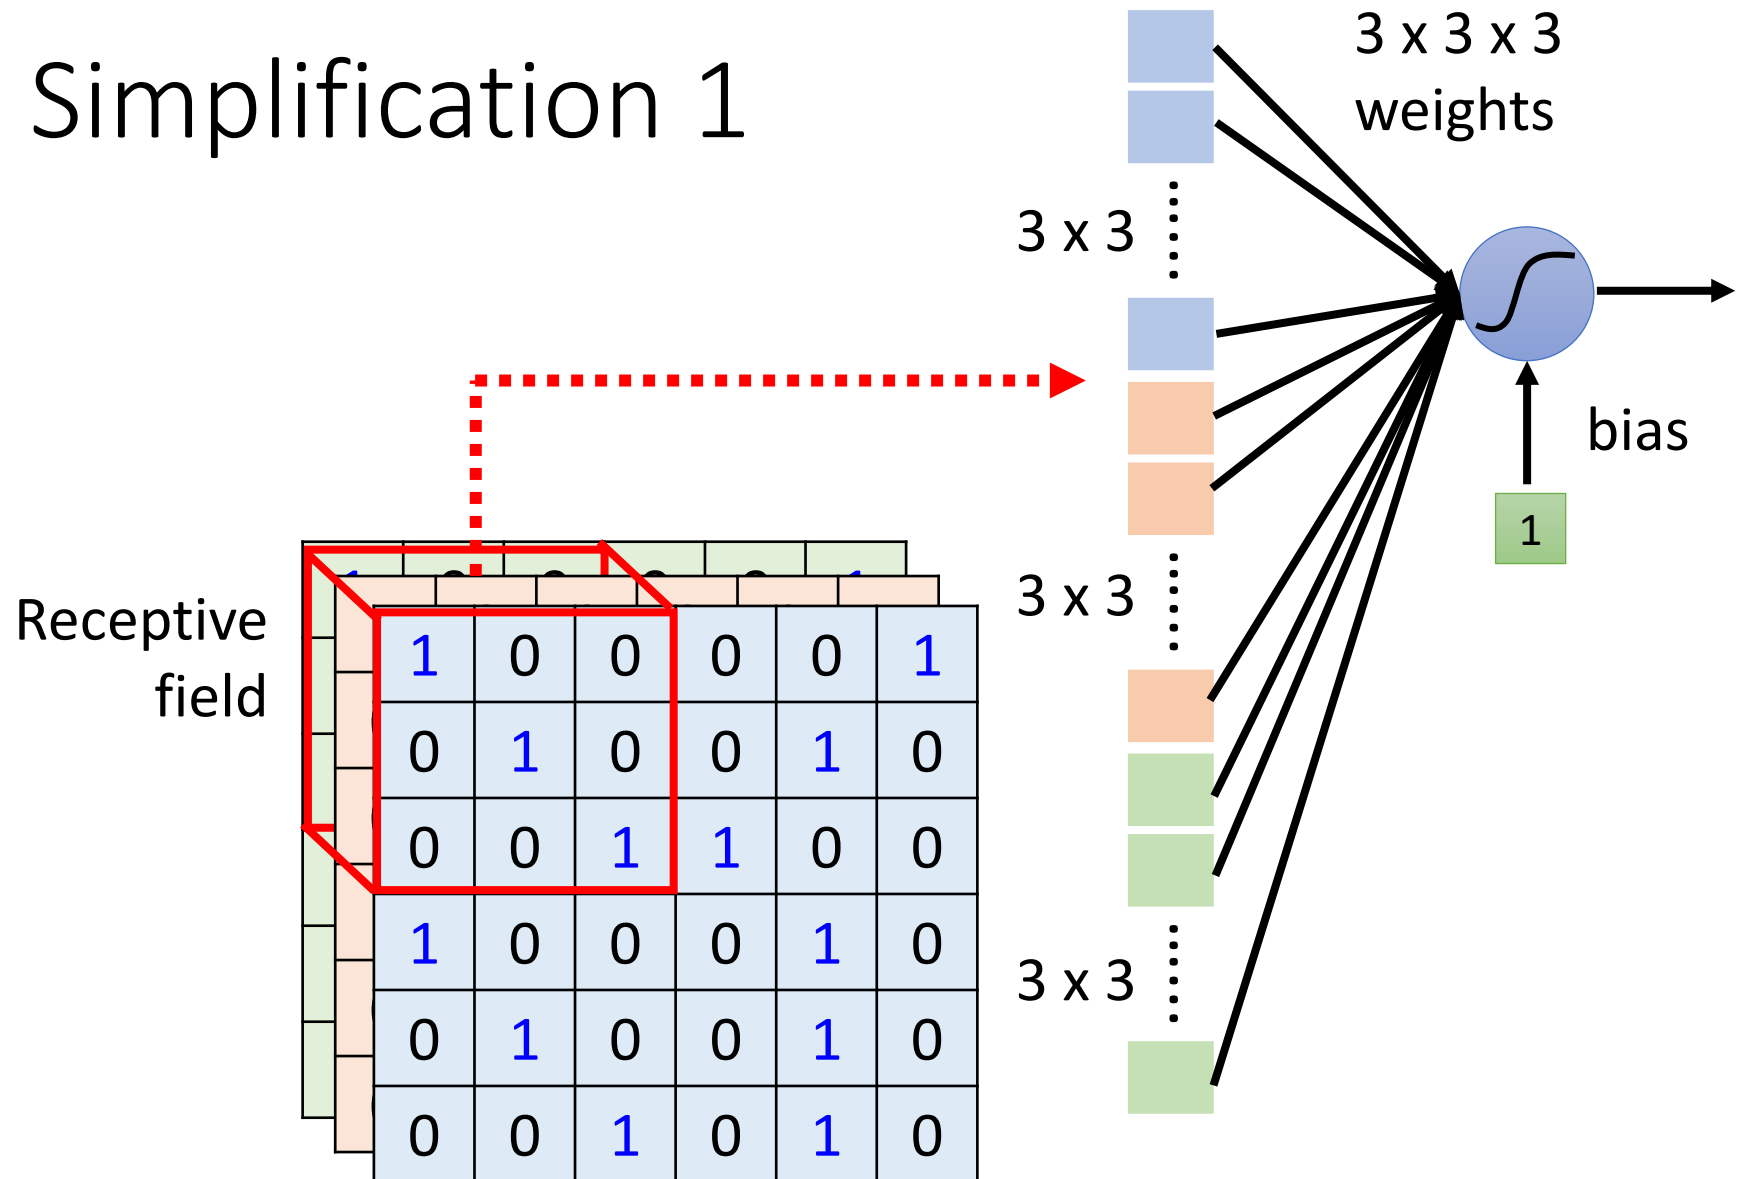 Simplification 1
3 x 3 x 3
weights
3 x 3
bias
1
3 x 3
Receptive
field
3 x 3
1 0 0 0 0 1
0 1 0 0 1 0
0 0 1 1 0 0
1 0 0 0 1 0
0 1 0 0 1 0
0 0 1 0 1 0